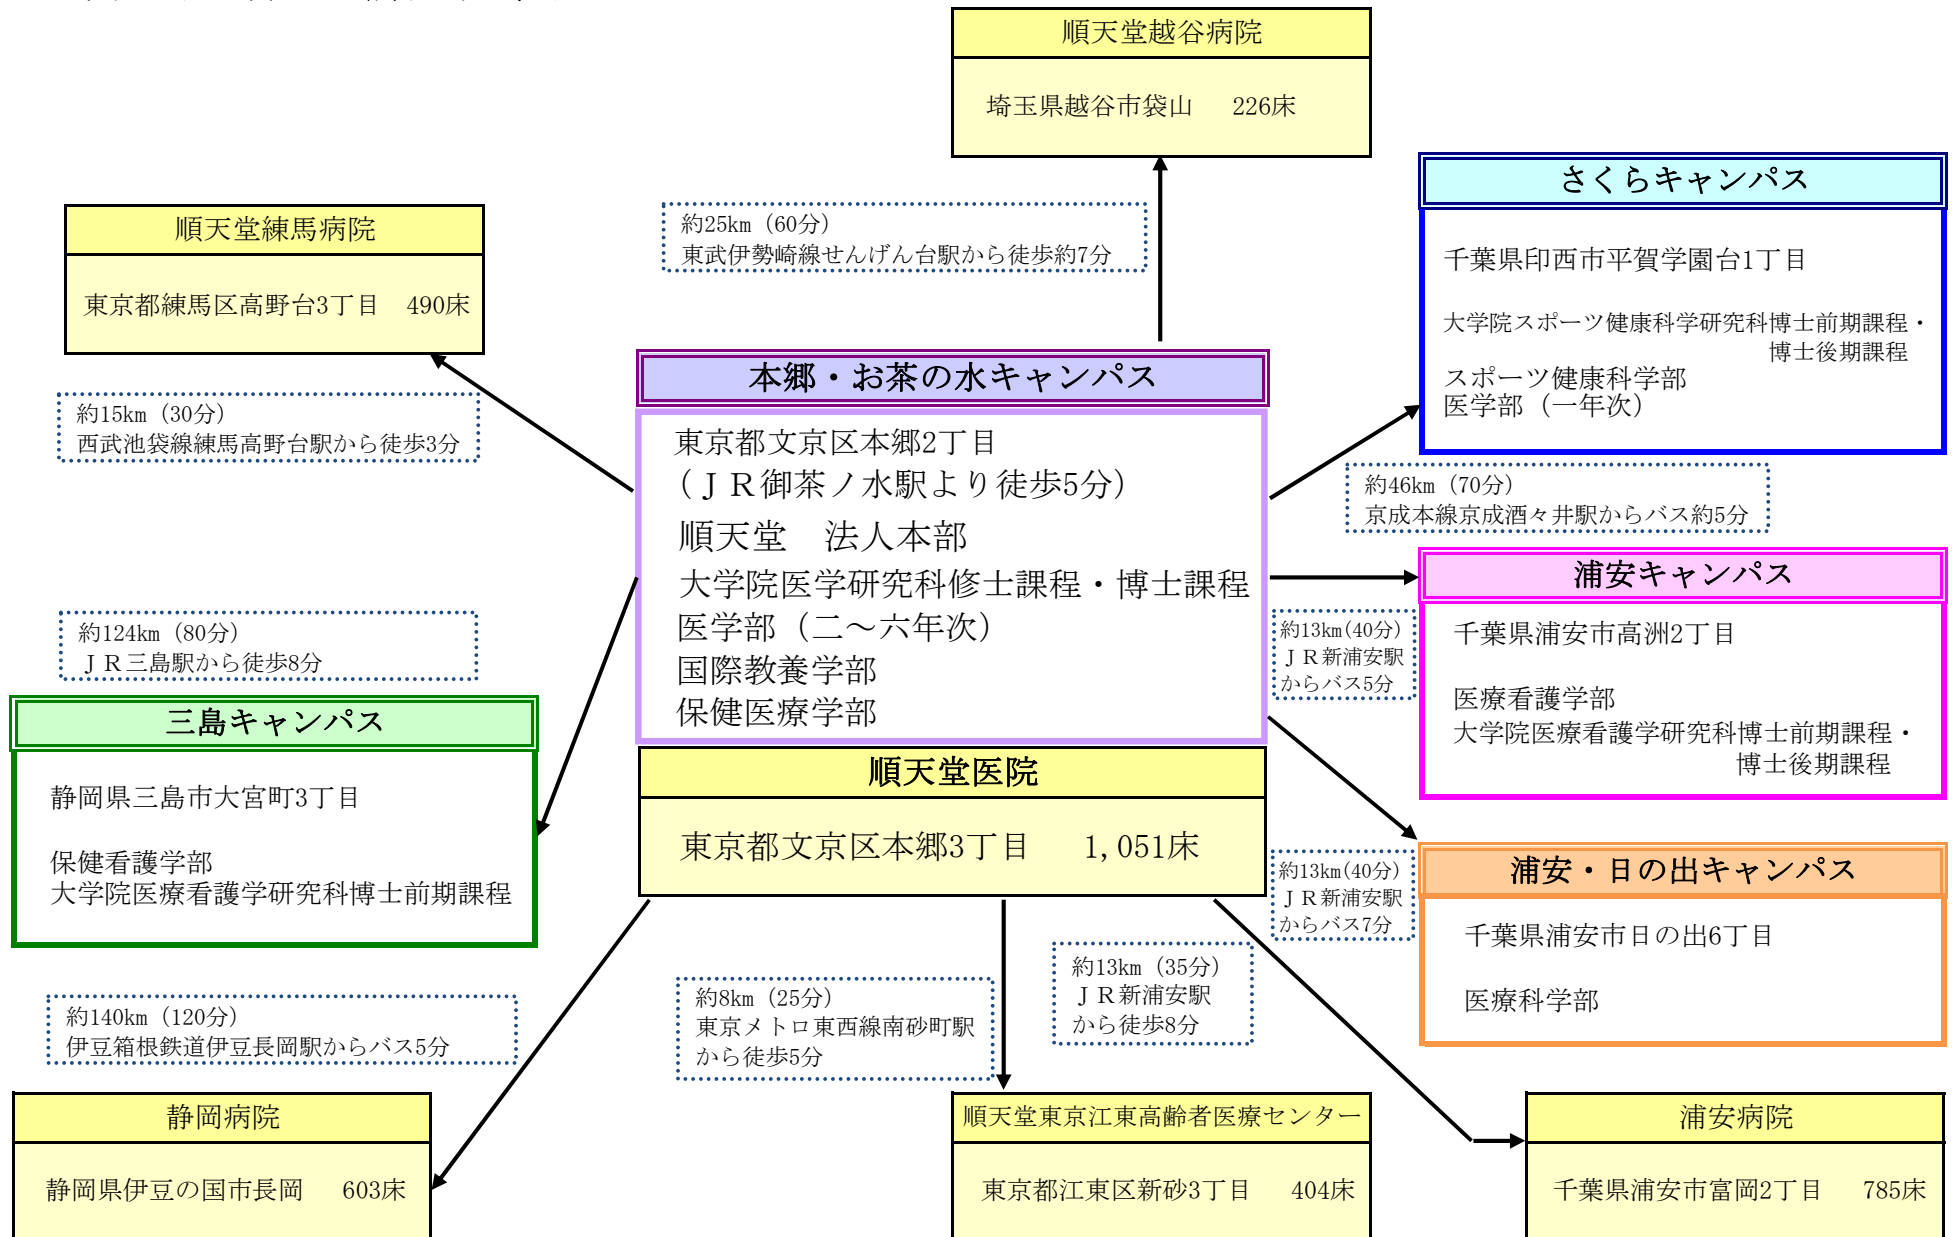 順天堂越谷病院
埼玉県越谷市袋山　226床
約25km（60分）
東武伊勢崎線せんげん台駅から徒歩約7分
順天堂練馬病院
東京都練馬区高野台3丁目　490床
約15km（30分）
西武池袋線練馬高野台駅から徒歩3分
さくらキャンパス
千葉県印西市平賀学園台1丁目
大学院スポーツ健康科学研究科博士前期課程・
博士後期課程
スポーツ健康科学部
医学部（一年次）
約46km（70分）
京成本線京成酒々井駅からバス約5分
本郷・お茶の水キャンパス
東京都文京区本郷2丁目
（ＪＲ御茶ノ水駅より徒歩5分）
順天堂　法人本部
大学院医学研究科修士課程・博士課程
医学部（二～六年次）
国際教養学部
保健医療学部
順天堂医院
東京都文京区本郷3丁目　1,051床
浦安キャンパス
千葉県浦安市高洲2丁目
医療看護学部
大学院医療看護学研究科博士前期課程・
博士後期課程
約13km(40分)
ＪＲ新浦安駅
からバス5分
約124km（80分）
ＪＲ三島駅から徒歩8分
三島キャンパス
静岡県三島市大宮町3丁目
保健看護学部
大学院医療看護学研究科博士前期課程
浦安・日の出キャンパス
千葉県浦安市日の出6丁目
医療科学部
約13km(40分)
ＪＲ新浦安駅
からバス7分
約140km（120分）
伊豆箱根鉄道伊豆長岡駅からバス5分
約8km（25分）
東京メトロ東西線南砂町駅
から徒歩5分
約13km（35分）
ＪＲ新浦安駅
から徒歩8分
静岡病院
静岡県伊豆の国市長岡　603床
順天堂東京江東高齢者医療センター
東京都江東区新砂3丁目　404床
浦安病院
千葉県浦安市富岡2丁目　785床